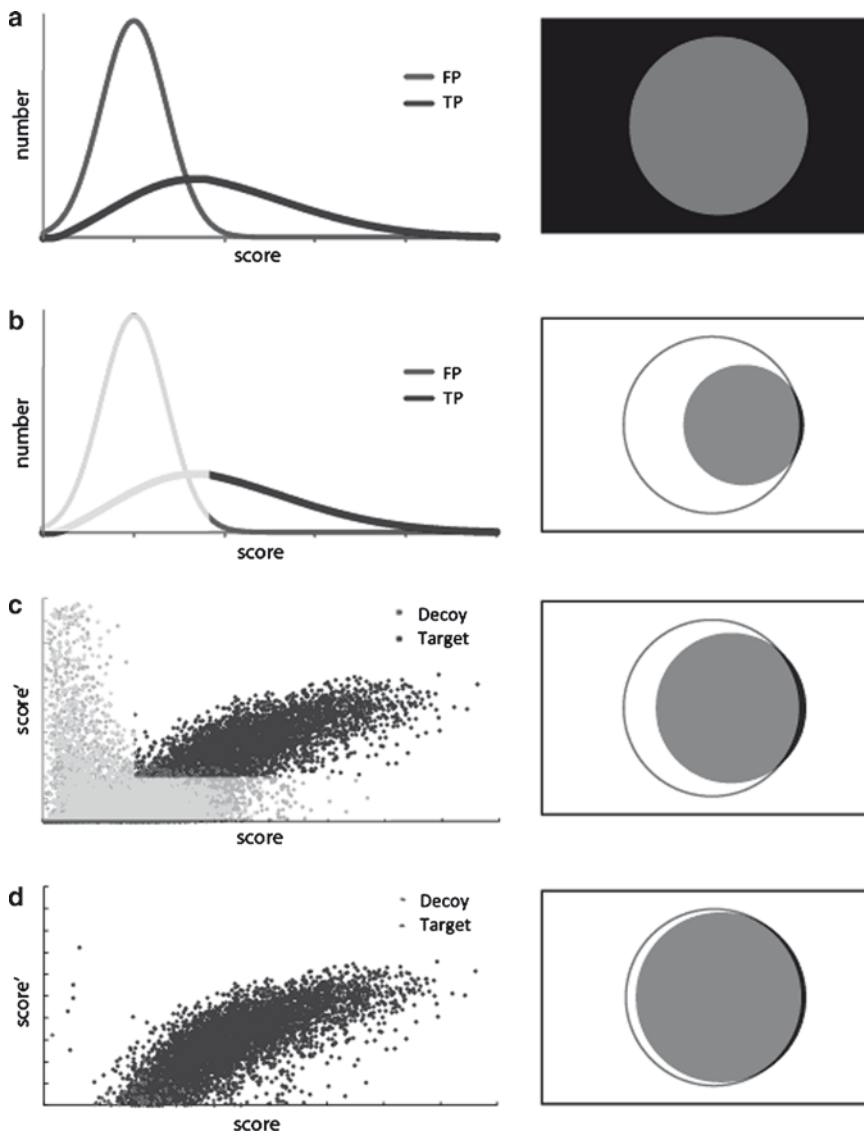 a
number
FP
TP
score
b
number
FP
TP
score
c
score'
Decoy
Target
score
d
score'
Decoy
Target
score